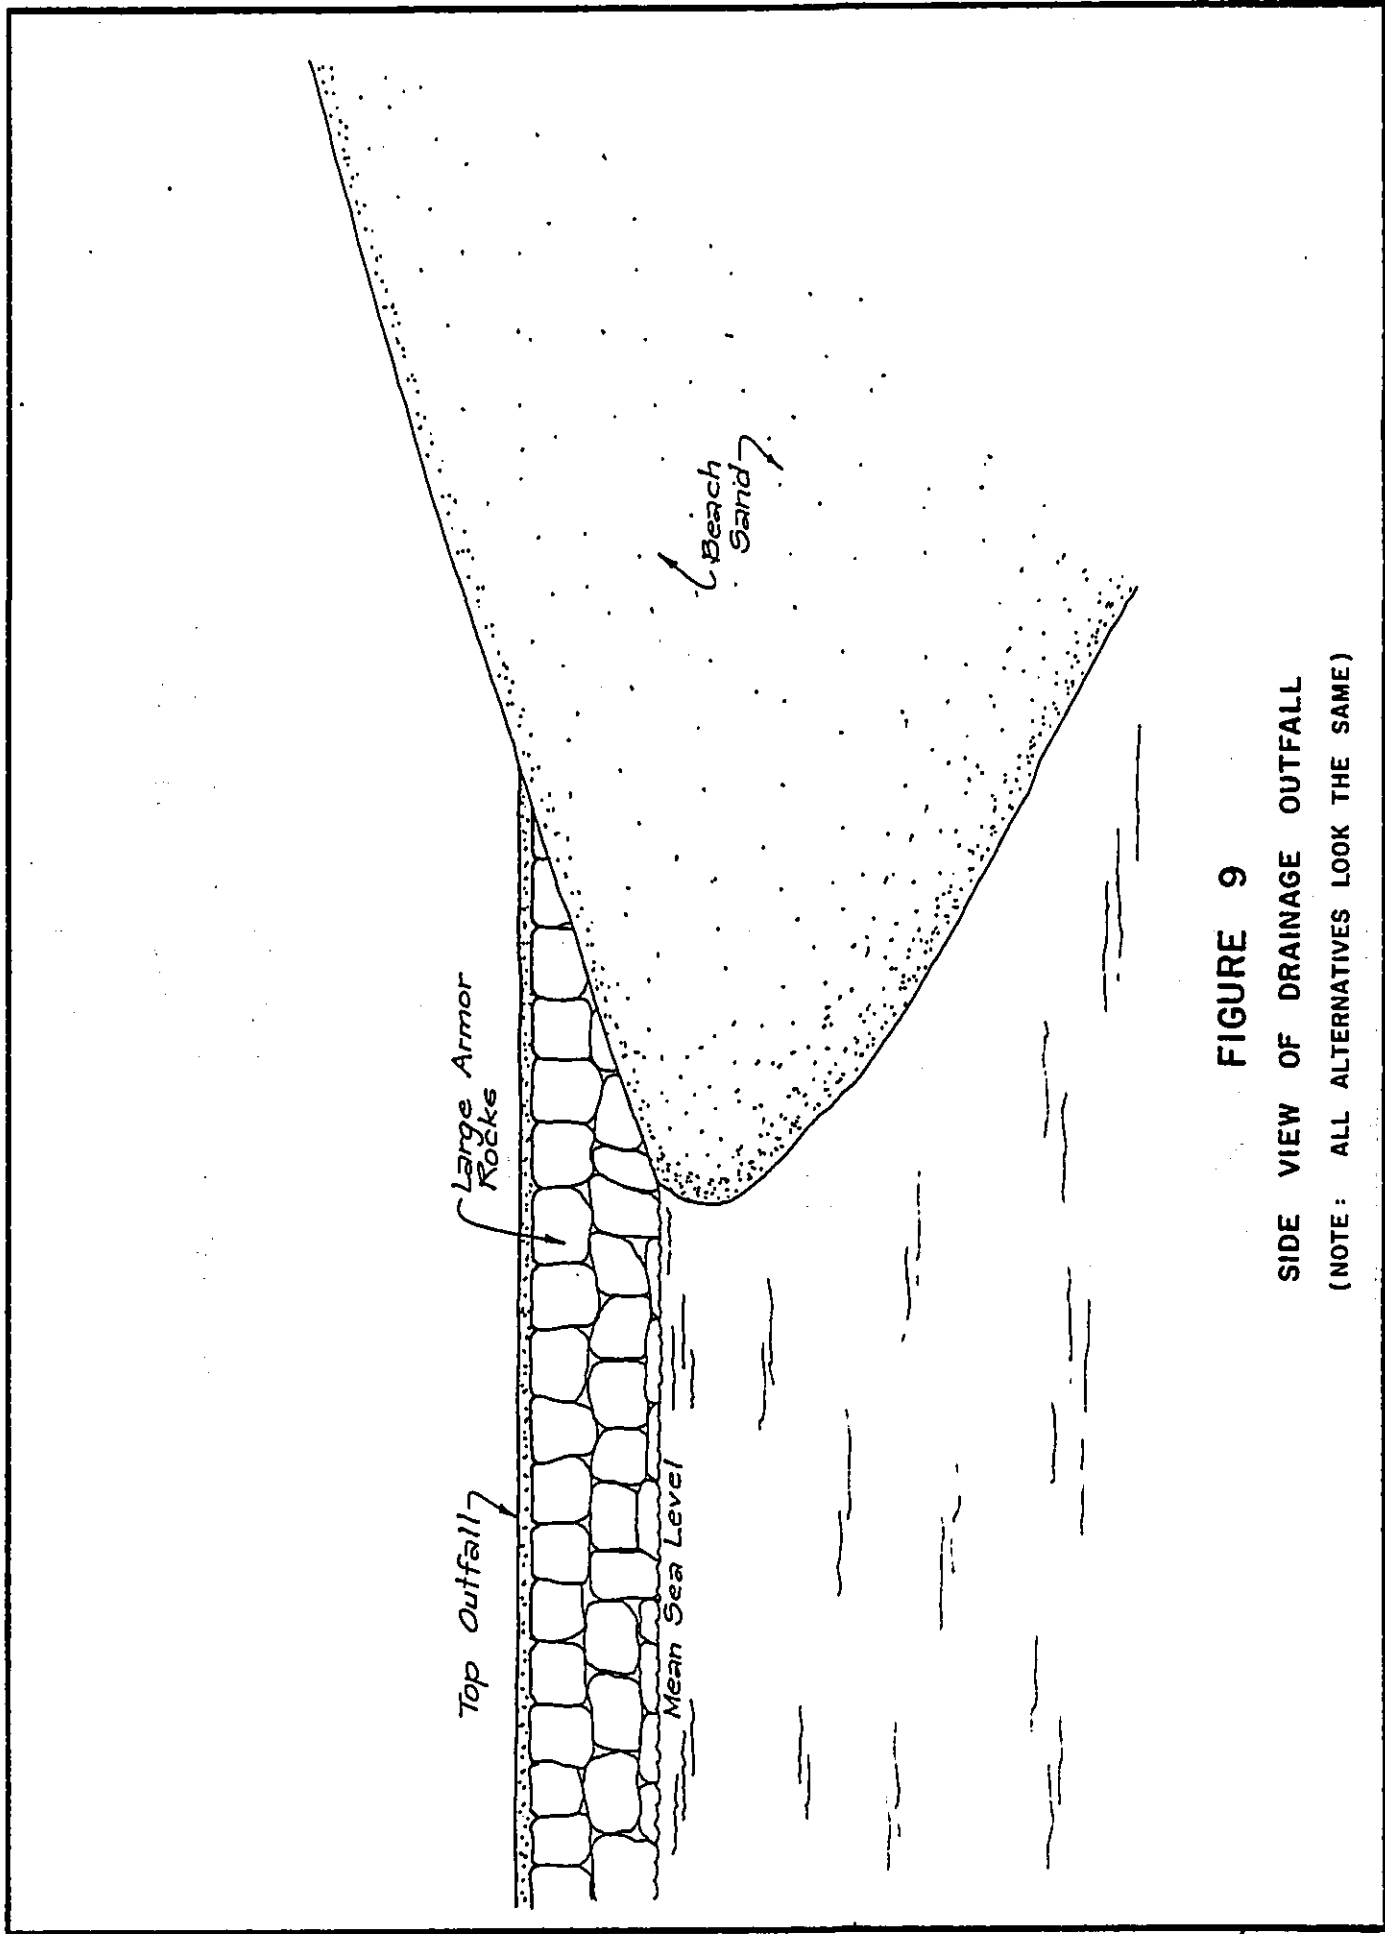 Top Outfall
Large Armor
Rocks
Mean Sea Level
Beach
Sand
FIGURE 9
SIDE VIEW OF DRAINAGE OUTFALL
(NOTE: ALL ALTERNATIVES LOOK THE SAME)